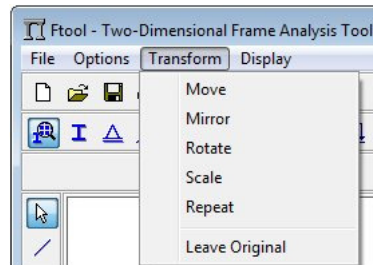 Ftool - Two-Dimensional Frame Analysis Tool
File Options Transform Display
Move
Mirror
Rotate
Scale
Repeat
Leave Original